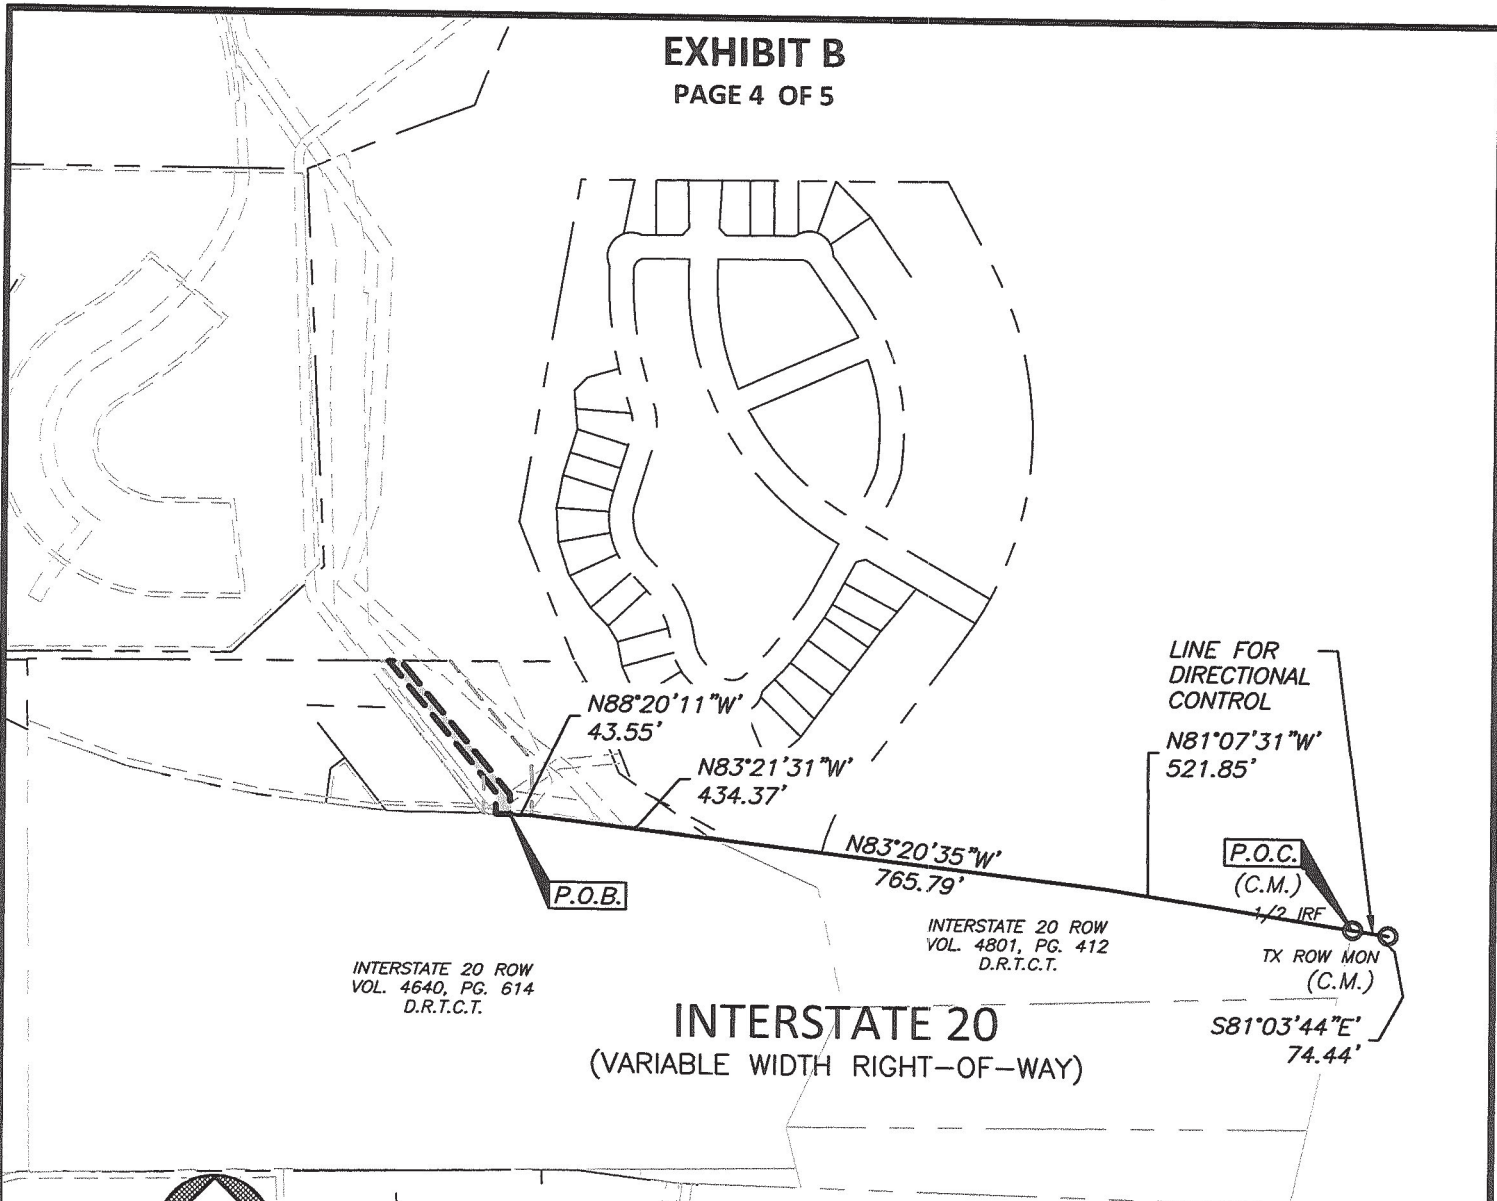 EXHIBIT B
PAGE 4 OF 5
LINE FOR
DIRECTIONAL
CONTROL
N88°20'11"W'
43.55'
N83°21'31"W'
434.37'
N81°07'31"W'
521.85'
N83°20'35"W'
765.79'
P.O.C.
(C.M.)
1/2 IRF
P.O.B.
TX ROW MON
(C.M.)
INTERSTATE 20 ROW
VOL. 4801, PG. 412
D.R.T.C.T.
INTERSTATE 20 ROW
VOL. 4640, PG. 614
D.R.T.C.T.
S81°03'44"E'
74.44'
INTERSTATE 20
(VARIABLE WIDTH RIGHT-OF-WAY)